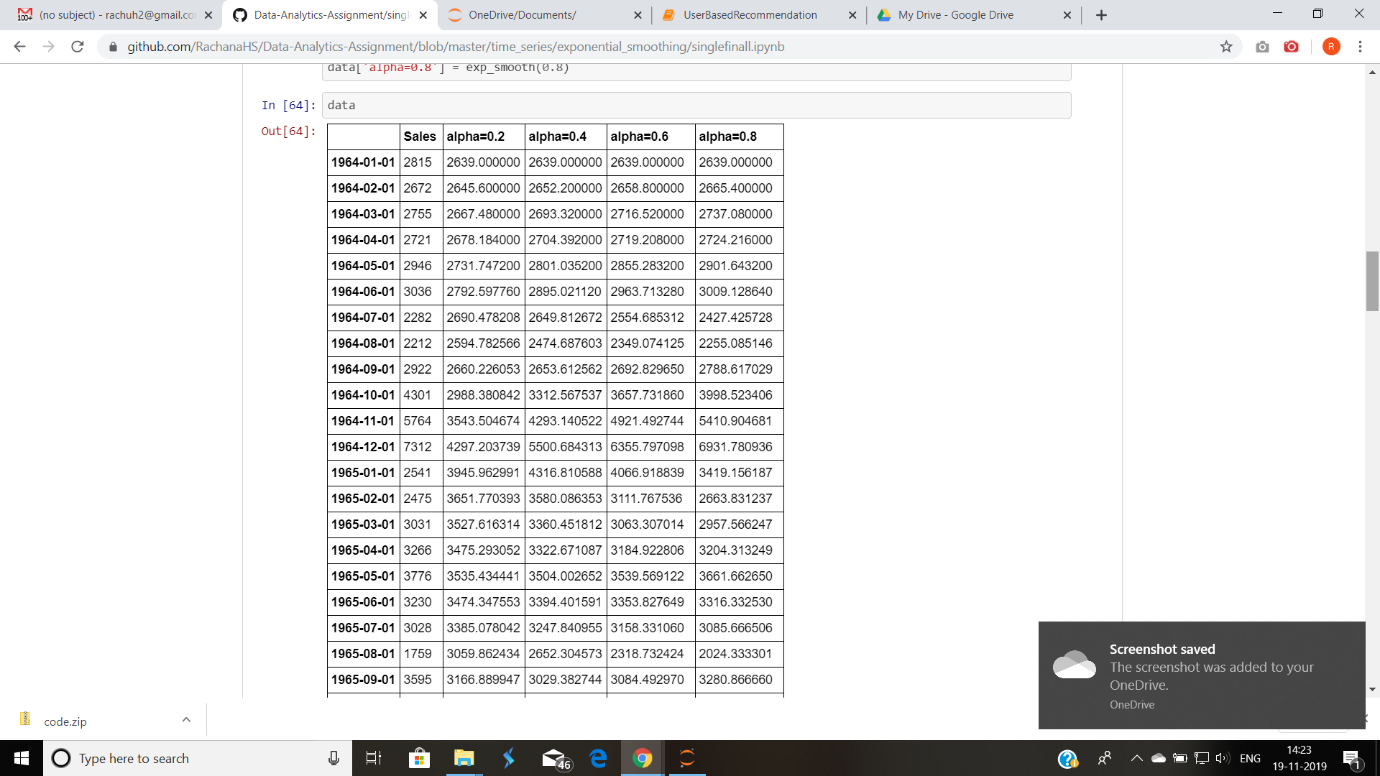 (no subject) - rachuh2@gmail.co
Data-Analytics-Assignment/singl
OneDrive/Documents/
UserBasedRecommendation
My Drive - Google Drive
github.com/RachanaHS/Data-Analytics-Assignment/blob/master/time_series/exponential_smoothing/singlefinall.ipynb
R
data['alpha=0.8'] = exp_smooth(0.8)
In [64]: data
Out[64]:
Sales alpha=0.2 alpha=0.4 alpha=0.6 alpha=0.8
1964-01-01 2815 2639.000000 2639.000000 2639.000000 2639.000000
1964-02-01 2672 2645.600000 2652.200000 2658.800000 2665.400000
1964-03-01 2755 2667.480000 2693.320000 2716.520000 2737.080000
1964-04-01 2721 2678.184000 2704.392000 2719.208000 2724.216000
1964-05-01 2946 2731.747200 2801.035200 2855.283200 2901.643200
1964-06-01 3036 2792.597760 2895.021120 2963.713280 3009.128640
1964-07-01 2282 2690.478208 2649.812672 2554.685312 2427.425728
1964-08-01 2212 2594.782566 2474.687603 2349.074125 2255.085146
1964-09-01 2922 2660.226053 2653.612562 2692.829650 2788.617029
1964-10-01 4301 2988.380842 3312.567537 3657.731860 3998.523406
1964-11-01 5764 3543.504674 4293.140522 4921.492744 5410.904681
1964-12-01 7312 4297.203739 5500.684313 6355.797098 6931.780936
1965-01-01 2541 3945.962991 4316.810588 4066.918839 3419.156187
1965-02-01 2475 3651.770393 3580.086353 3111.767536 2663.831237
1965-03-01 3031 3527.616314 3360.451812 3063.307014 2957.566247
1965-04-01 3266 3475.293052 3322.671087 3184.922806 3204.313249
1965-05-01 3776 3535.434441 3504.002652 3539.569122 3661.662650
1965-06-01 3230 3474.347553 3394.401591 3353.827649 3316.332530
1965-07-01 3028 3385.078042 3247.840955 3158.331060 3085.666506
1965-08-01 1759 3059.862434 2652.304573 2318.732424 2024.333301
1965-09-01 3595 3166.889947 3029.382744 3084.492970 3280.866660
Screenshot saved
The screenshot was added to your
OneDrive.
OneDrive
code.zip
Type here to search
46
ENG
14:23
19-11-2019
1